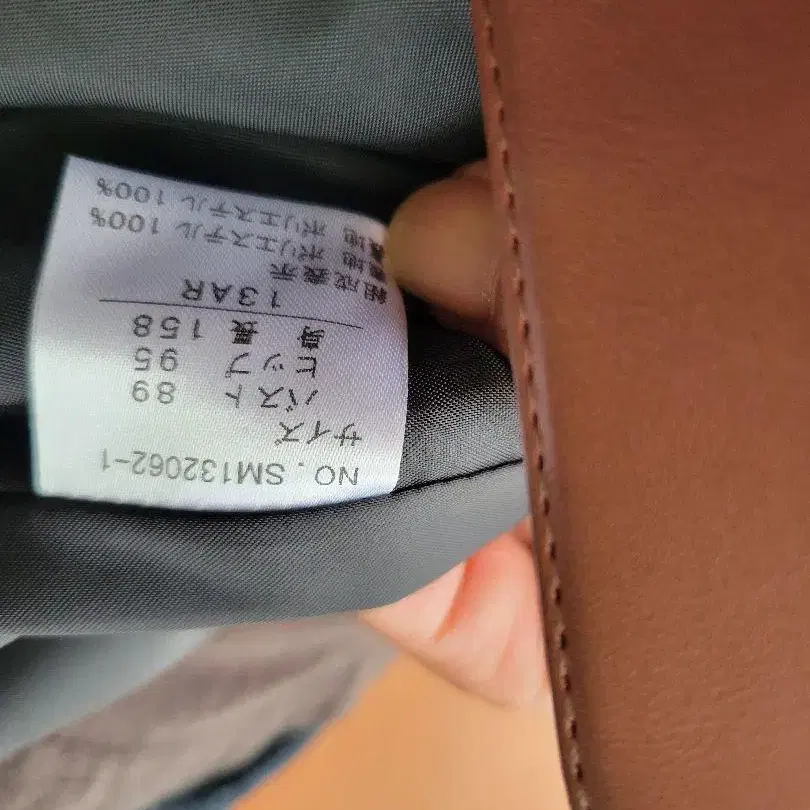 NO. SM132062-1
サイズ
バスト 89
ヒップ 95
身長 158
13AR
組成表示
表地 ポリエステル 100%
裏地 ポリエステル 100%